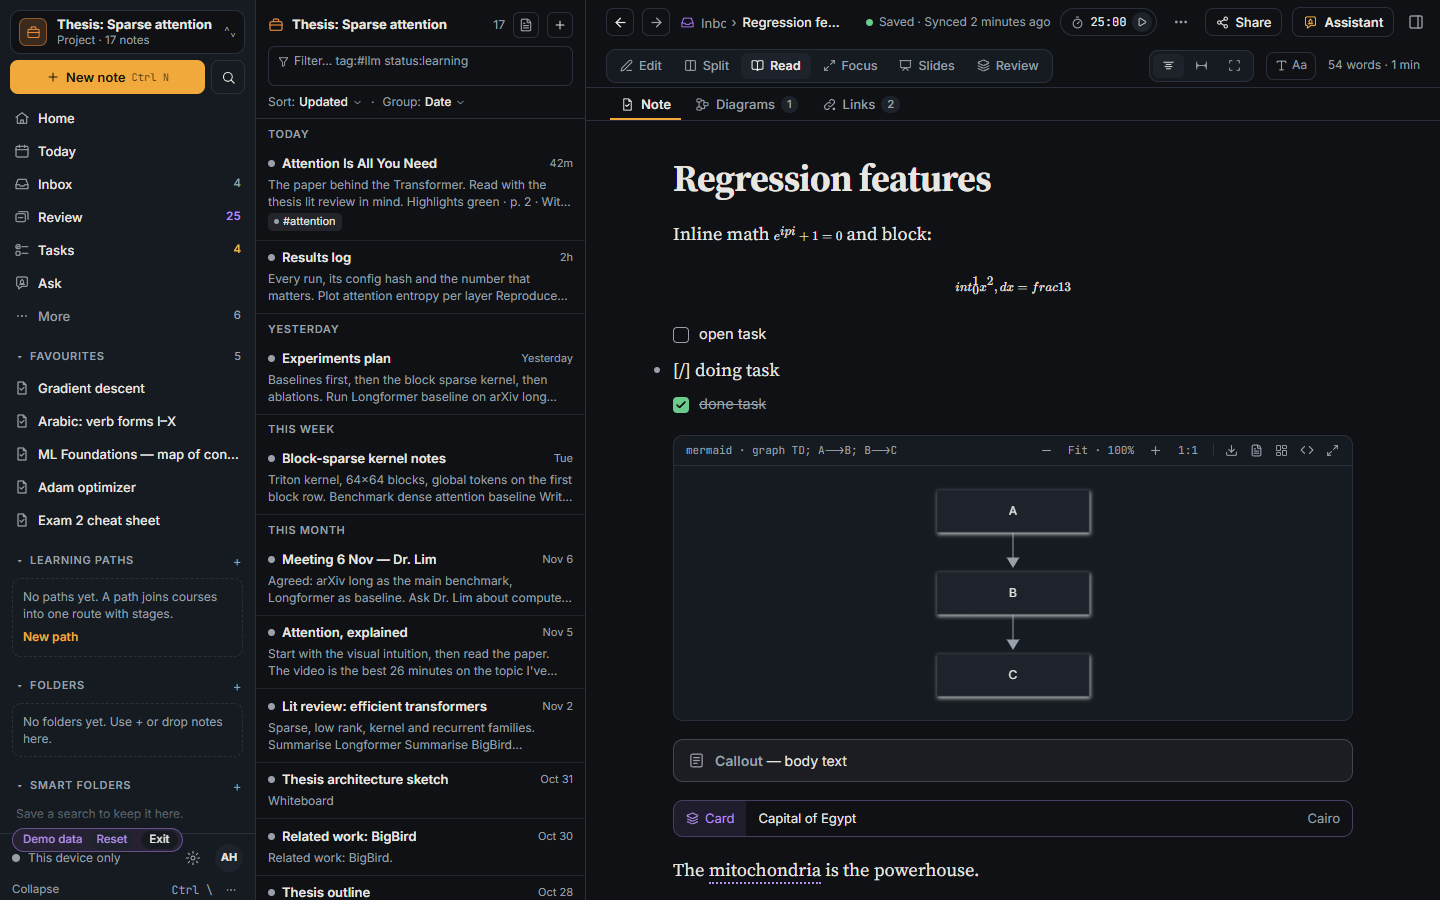 Thesis: Sparse attention
Project · 17 notes
+ New note Ctrl N
Home
Today
Inbox 4
Review 25
Tasks 4
Ask
More 6
FAVOURITES 5
Gradient descent
Arabic: verb forms I–X
ML Foundations — map of con...
Adam optimizer
Exam 2 cheat sheet
LEARNING PATHS +
No paths yet. A path joins courses
into one route with stages.
New path
FOLDERS +
No folders yet. Use + or drop notes
here.
SMART FOLDERS +
Save a search to keep it here.
Demo data Reset Exit
This device only AH
Collapse Ctrl \ ...
Thesis: Sparse attention 17
Filter... tag:#llm status:learning
Sort: Updated · Group: Date
TODAY
Attention Is All You Need 42m
The paper behind the Transformer. Read with the
thesis lit review in mind. Highlights green · p. 2 · Wit...
#attention
Results log 2h
Every run, its config hash and the number that
matters. Plot attention entropy per layer Reproduce...
YESTERDAY
Experiments plan Yesterday
Baselines first, then the block sparse kernel, then
ablations. Run Longformer baseline on arXiv long...
THIS WEEK
Block-sparse kernel notes Tue
Triton kernel, 64×64 blocks, global tokens on the first
block row. Benchmark dense attention baseline Writ...
THIS MONTH
Meeting 6 Nov — Dr. Lim Nov 6
Agreed: arXiv long as the main benchmark,
Longformer as baseline. Ask Dr. Lim about compute...
Attention, explained Nov 5
Start with the visual intuition, then read the paper.
The video is the best 26 minutes on the topic I've...
Lit review: efficient transformers Nov 2
Sparse, low rank, kernel and recurrent families.
Summarise Longformer Summarise BigBird...
Thesis architecture sketch Oct 31
Whiteboard
Related work: BigBird Oct 30
Related work: BigBird.
Thesis outline Oct 28
Inbc › Regression fe... Saved · Synced 2 minutes ago 25:00 ... Share Assistant
Edit Split Read Focus Slides Review Aa 54 words · 1 min
Note Diagrams 1 Links 2
Regression features
Inline math e^ipi + 1 = 0 and block:
int₀¹x², dx = frac13
open task
[/] doing task
done task
mermaid · graph TD; A⟶B; B⟶C − Fit · 100% + 1:1
A
B
C
Callout — body text
Card Capital of Egypt Cairo
The mitochondria is the powerhouse.